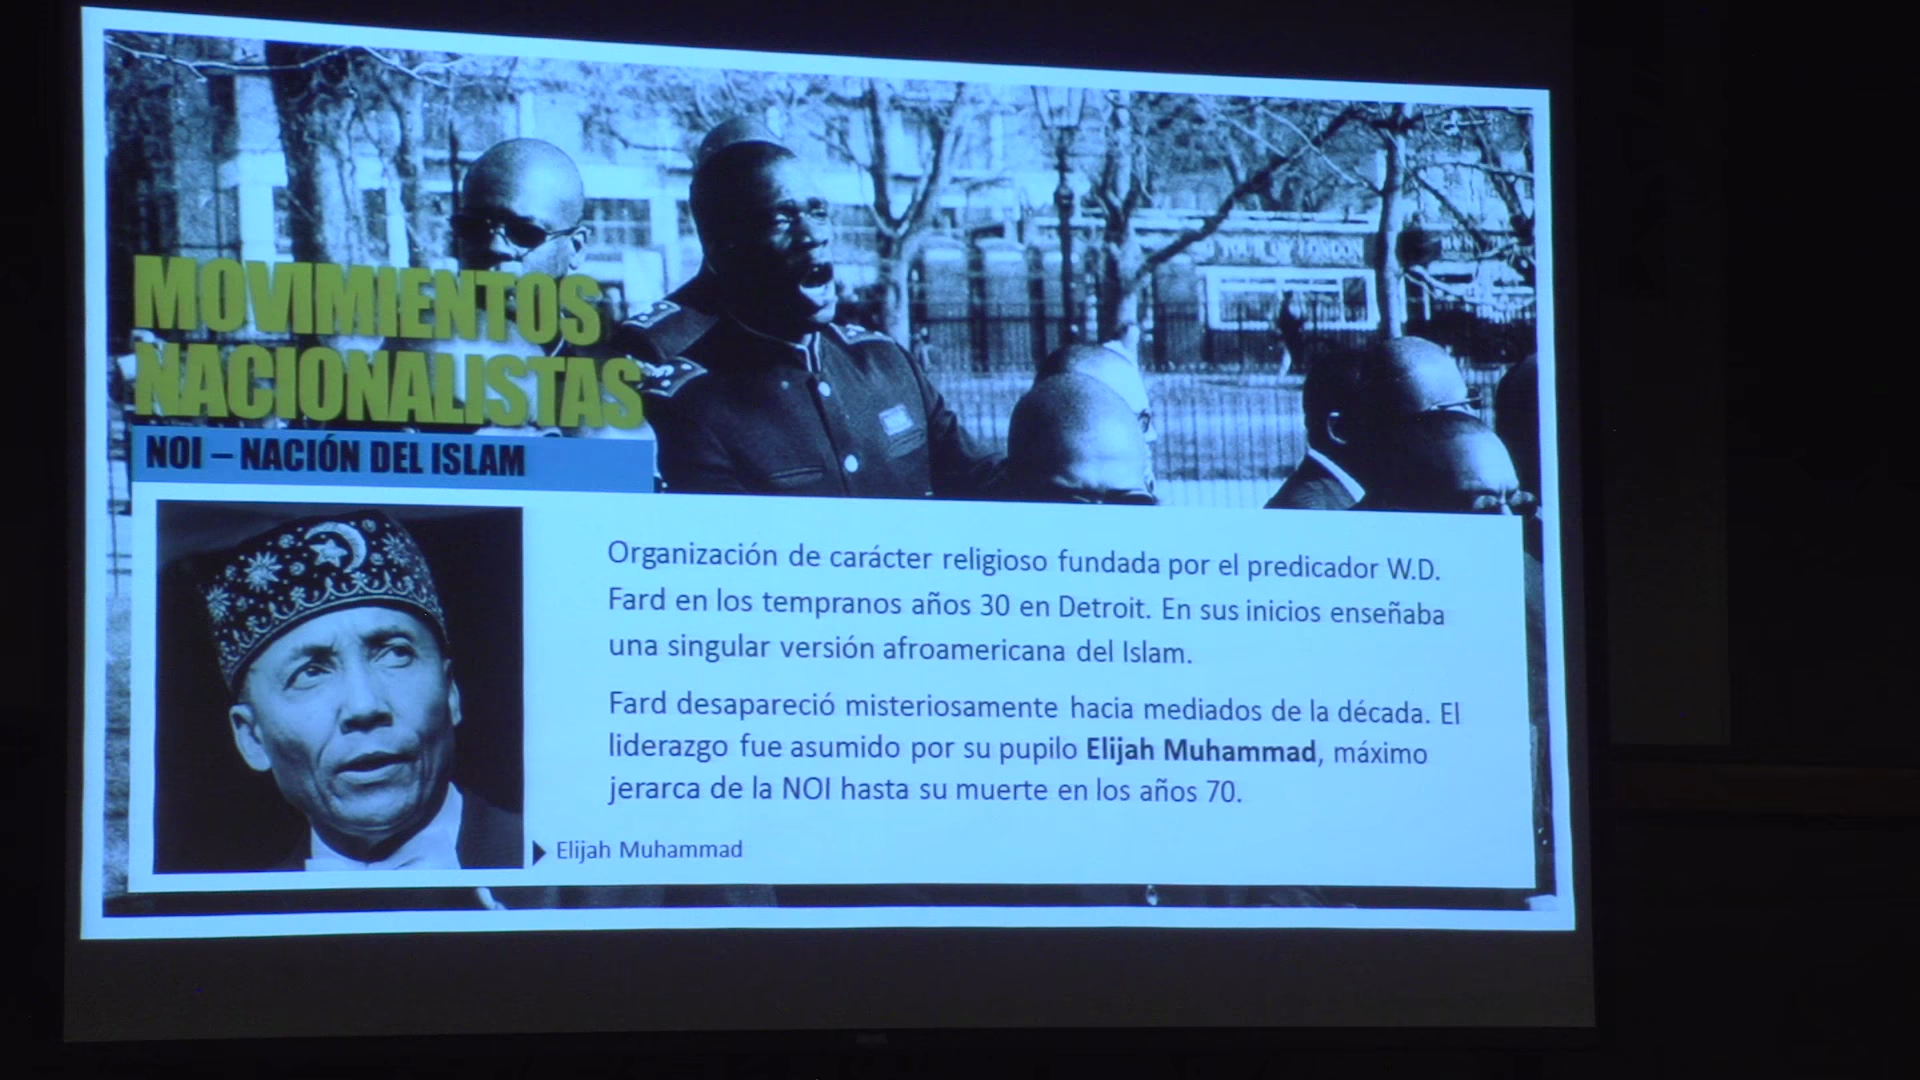 MOVIMIENTOS
NACIONALISTAS
NOI – NACIÓN DEL ISLAM
Organización de carácter religioso fundada por el predicador W.D.
Fard en los tempranos años 30 en Detroit. En sus inicios enseñaba
una singular versión afroamericana del Islam.
Fard desapareció misteriosamente hacia mediados de la década. El
liderazgo fue asumido por su pupilo Elijah Muhammad, máximo
jerarca de la NOI hasta su muerte en los años 70.
Elijah Muhammad